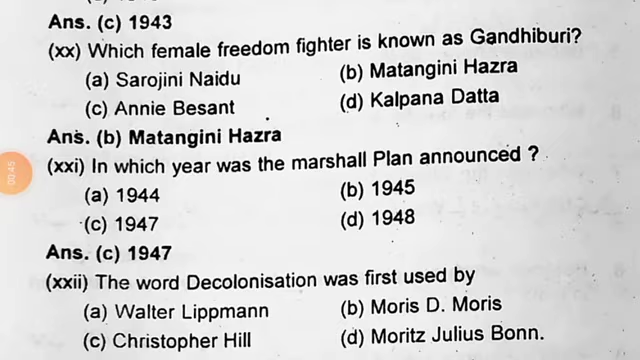 Ans. (c) 1943
(xx) Which female freedom fighter is known as Gandhiburi?
(a) Sarojini Naidu (b) Matangini Hazra
(c) Annie Besant (d) Kalpana Datta
Ans. (b) Matangini Hazra
(xxi) In which year was the marshall Plan announced ?
(a) 1944 (b) 1945
(c) 1947 (d) 1948
Ans. (c) 1947
(xxii) The word Decolonisation was first used by
(a) Walter Lippmann (b) Moris D. Moris
(c) Christopher Hill (d) Moritz Julius Bonn.
00:45